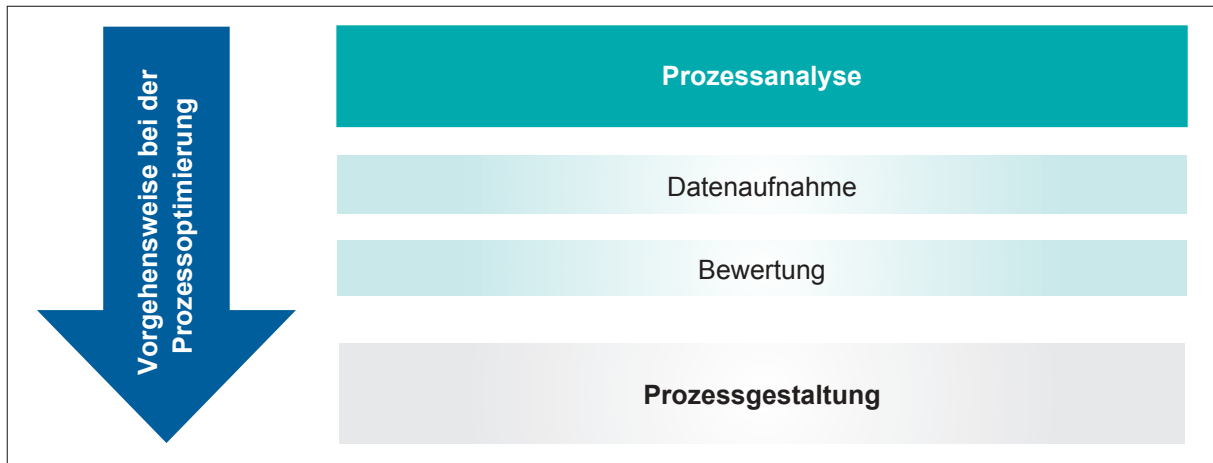 Vorgehensweise bei der
Prozessoptimierung
Prozessanalyse
Datenaufnahme
Bewertung
Prozessgestaltung